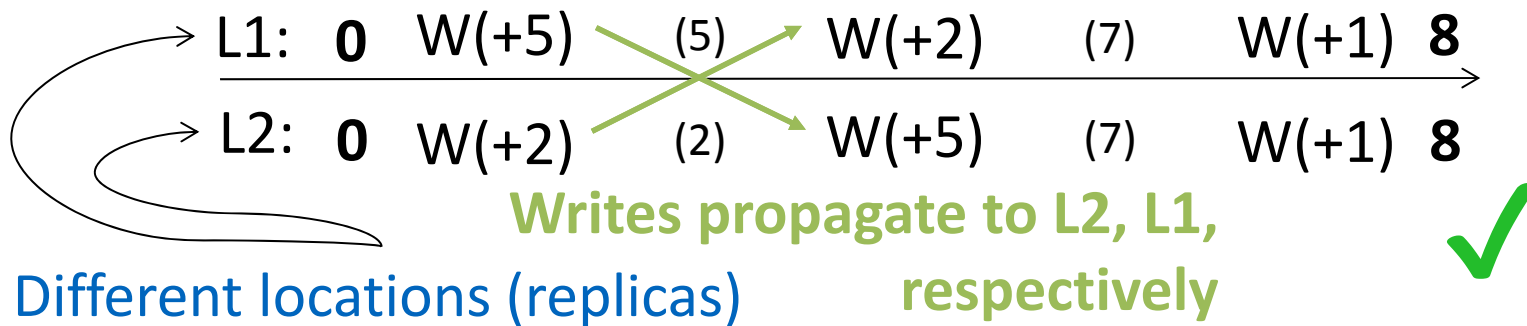 L1: 0 W(+5) (5) W(+2) (7) W(+1) 8
L2: 0 W(+2) (2) W(+5) (7) W(+1) 8
Writes propagate to L2, L1,
respectively
Different locations (replicas)